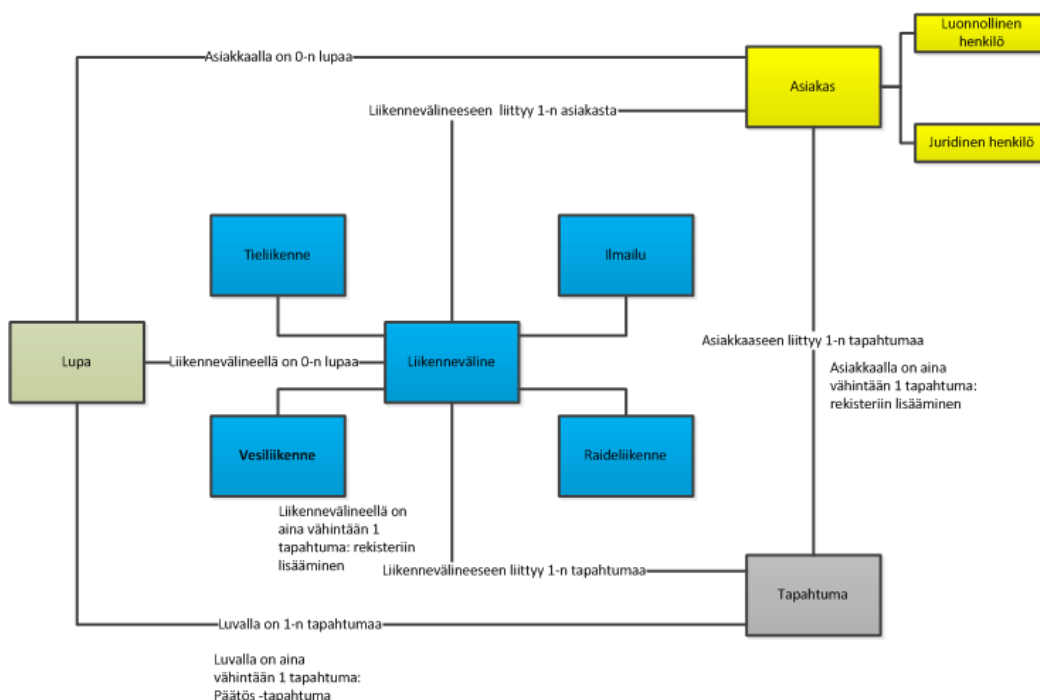 Luonnollinen
henkilö
Asiakkaalla on 0-n lupaa
Asiakas
Liikennevälineeseen liittyy 1-n asiakasta
Juridinen henkilö
Tieliikenne
Ilmailu
Asiakkaaseen liittyy 1-n tapahtumaa
Lupa
Liikennevälineellä on 0-n lupaa
Liikenneväline
Asiakkaalla on aina
vähintään 1 tapahtuma:
rekisteriin lisääminen
Vesiliikenne
Raideliikenne
Liikennevälineellä on
aina vähintään 1
tapahtuma: rekisteriin
lisääminen
Liikennevälineeseen liittyy 1-n tapahtumaa
Tapahtuma
Luvalla on 1-n tapahtumaa
Luvalla on aina
vähintään 1 tapahtuma:
Päätös -tapahtuma